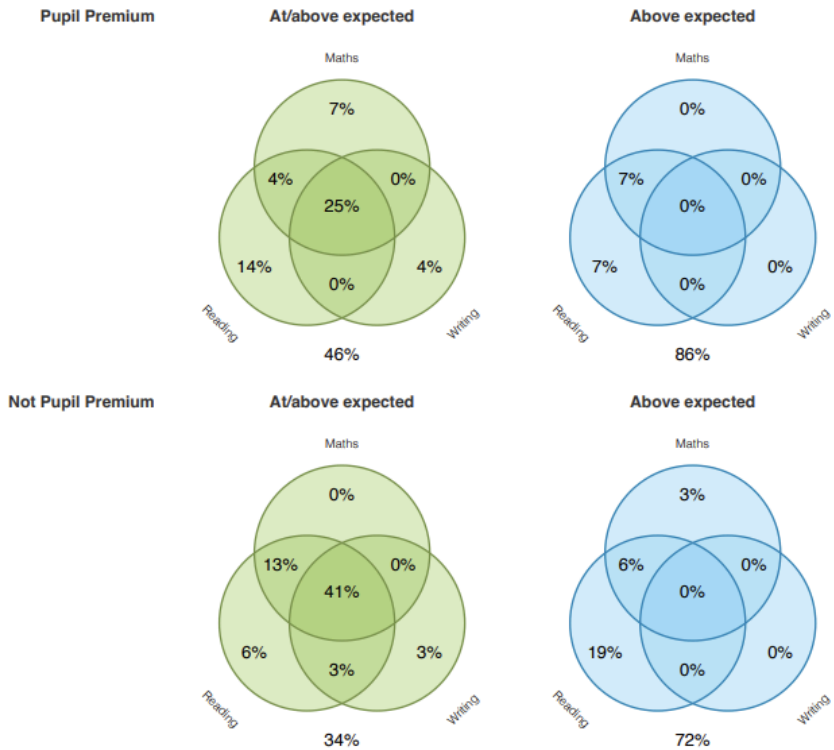 Pupil Premium At/above expected Above expected
Maths Maths
7% 0%
4% 0% 7% 0%
25% 0%
14% 4% 7% 0%
0% 0%
Reading Writing Reading Writing
46% 86%
Not Pupil Premium At/above expected Above expected
Maths Maths
0% 3%
13% 0% 6% 0%
41% 0%
6% 3% 19% 0%
3% 0%
Reading Writing Reading Writing
34% 72%